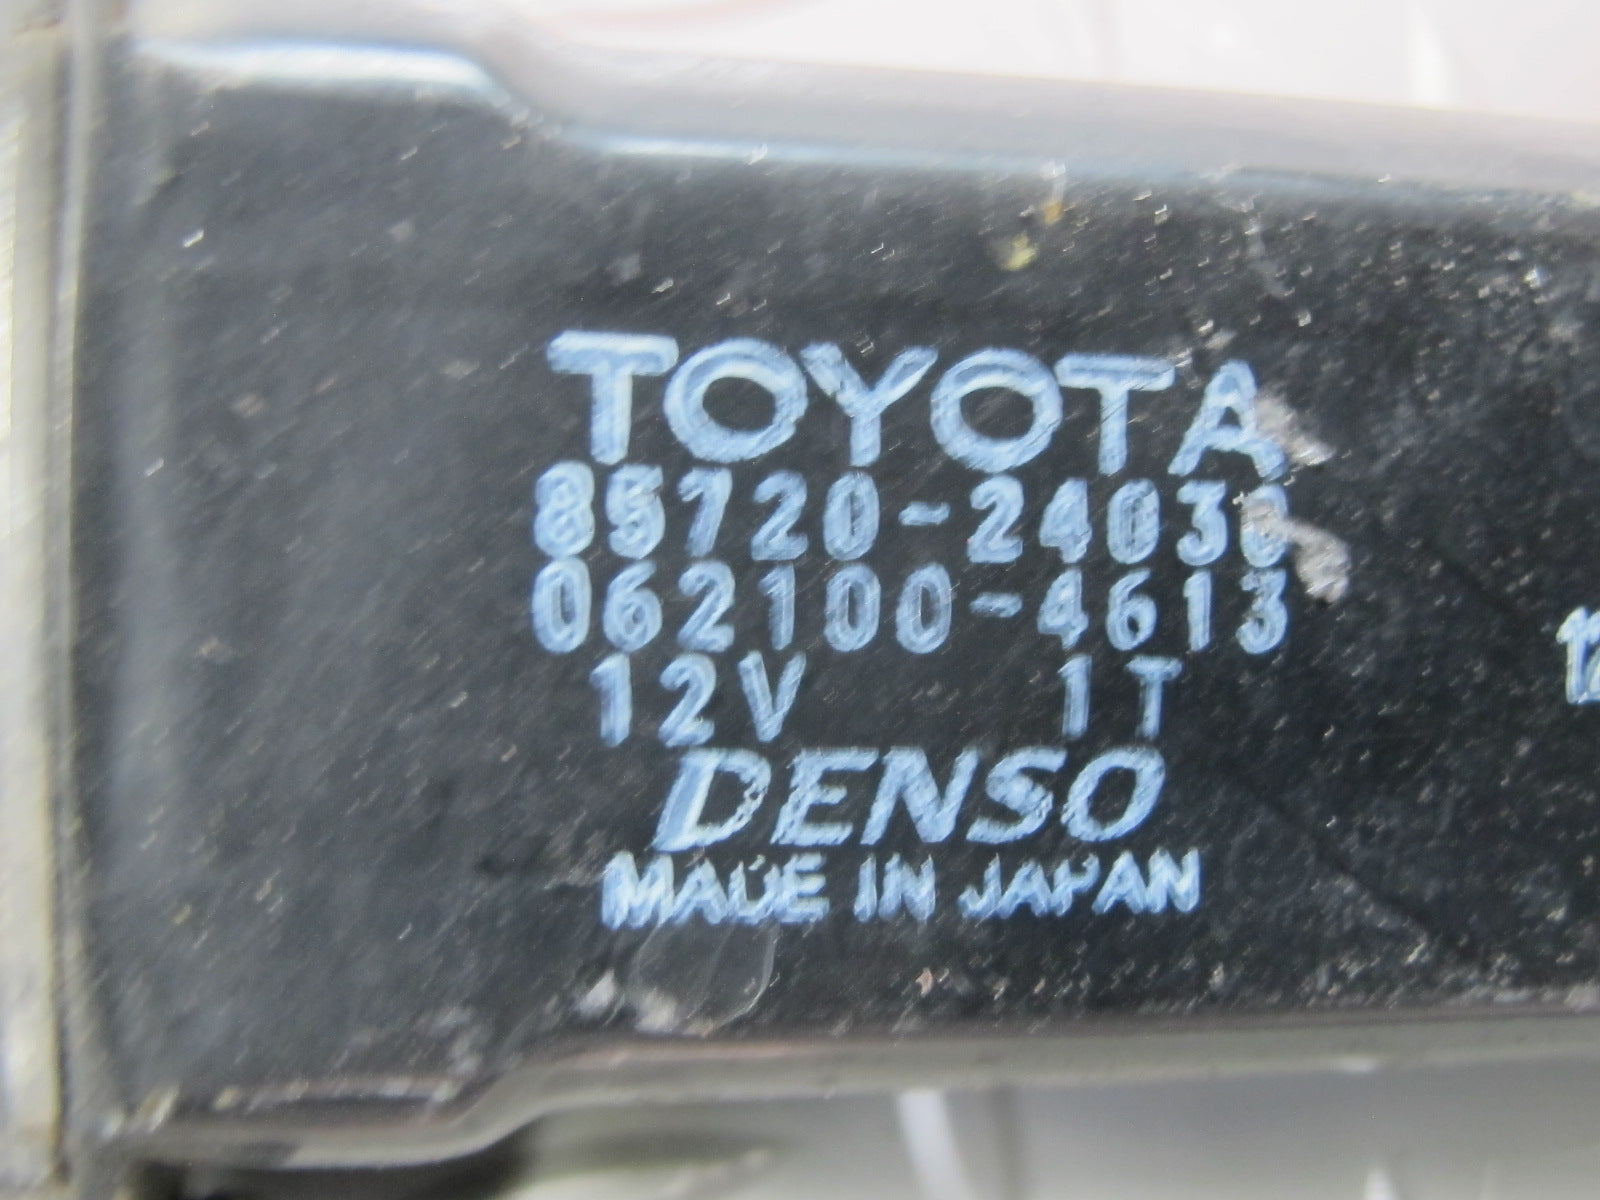 TOYOTA
85720-24030
062100-4613
12V 1T
DENSO
MADE IN JAPAN